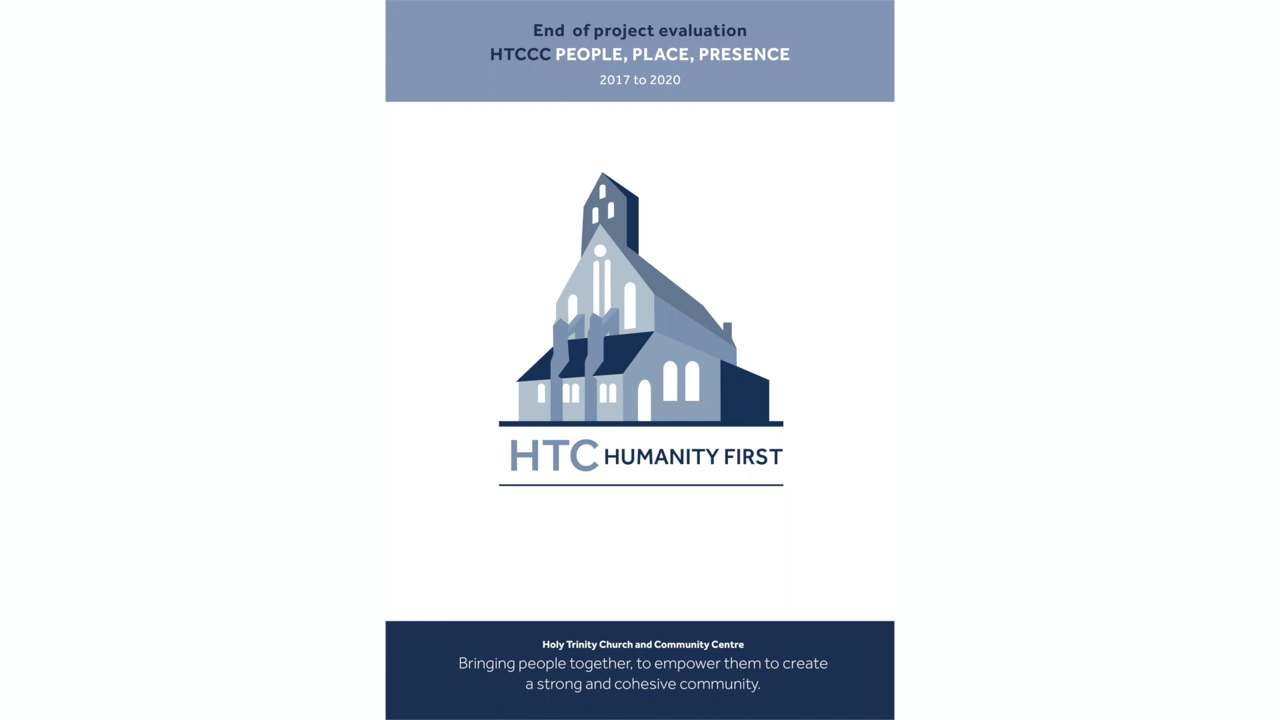 End of project evaluation
HTCCC PEOPLE, PLACE, PRESENCE
2017 to 2020
HTC HUMANITY FIRST
Holy Trinity Church and Community Centre
Bringing people together, to empower them to create
a strong and cohesive community.